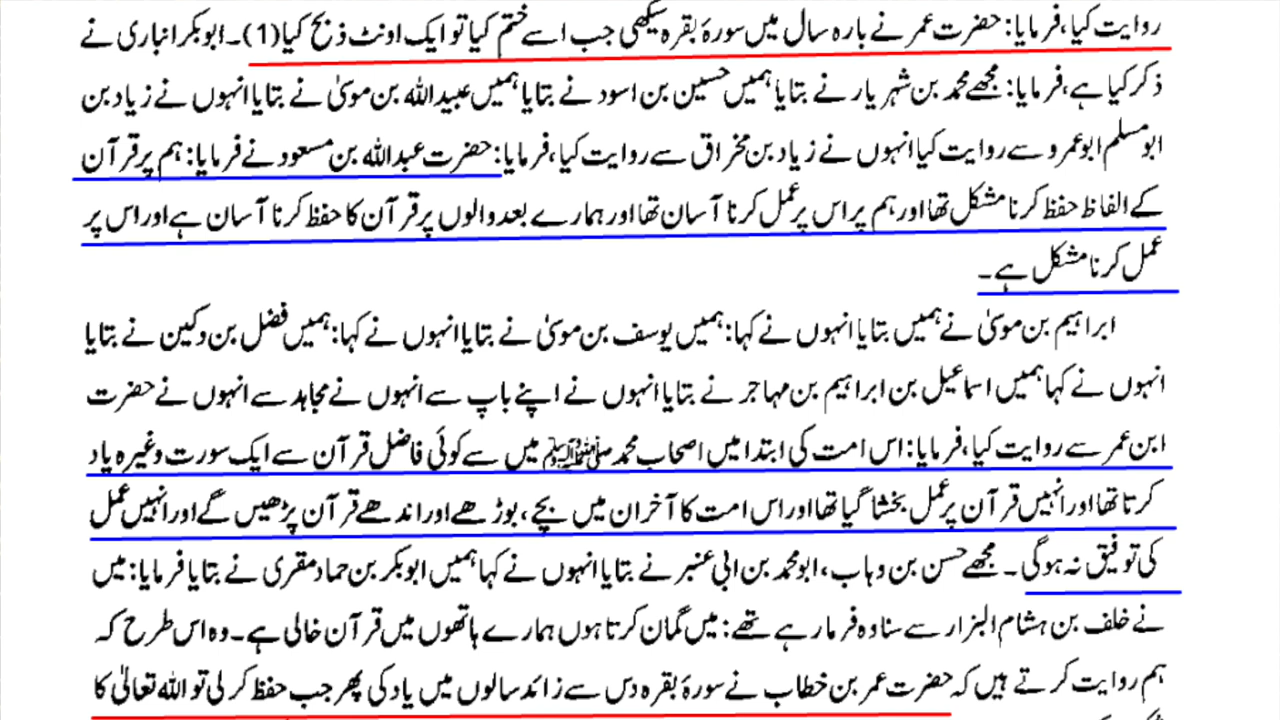 روایت کیا، فرمایا: حضرت عمر نے بارہ سال میں سورۂ بقرہ سیکھی جب اسے ختم کیا تو ایک اونٹ ذبح کیا (1)۔ ابوبکر انباری نے
ذکر کیا ہے، فرمایا: مجھے محمد بن شہریار نے بتایا ہمیں حسین بن اسود نے بتایا ہمیں عبیداللہ بن موسیٰ نے بتایا انہوں نے زیاد بن
ابو مسلم ابو عمرو سے روایت کیا انہوں نے زیاد بن مخراق سے روایت کیا، فرمایا: حضرت عبداللہ بن مسعود نے فرمایا: ہم پر قرآن
کے الفاظ حفظ کرنا مشکل تھا اور ہم پر اس پر عمل کرنا آسان تھا اور ہمارے بعد والوں پر قرآن کا حفظ کرنا آسان ہے اور اس پر
عمل کرنا مشکل ہے۔
ابراہیم بن موسیٰ نے ہمیں بتایا انہوں نے کہا: ہمیں یوسف بن موسیٰ نے بتایا انہوں نے کہا: ہمیں فضل بن وکین نے بتایا
انہوں نے کہا ہمیں اسماعیل بن ابراہیم بن مہاجر نے بتایا انہوں نے اپنے باپ سے انہوں نے مجاہد سے انہوں نے حضرت
ابن عمر سے روایت کیا، فرمایا: اس امت کی ابتدا میں اصحاب محمد ﷺ میں سے کوئی فاضل قرآن سے ایک سورت وغیرہ یاد
کرتا تھا اور انہیں قرآن پر عمل بخشا گیا تھا اور اس امت کا آخر ان میں بچے، بوڑھے اور اندھے قرآن پڑھیں گے اور انہیں عمل
کی توفیق نہ ہوگی۔ مجھے حسن بن وہاب، ابو محمد بن ابی عنبر نے بتایا انہوں نے کہا ہمیں ابوبکر بن حماد مقری نے بتایا فرمایا: میں
نے خلف بن ہشام البزار سے سنا وہ فرما رہے تھے: میں گمان کرتا ہوں ہمارے ہاتھوں میں قرآن خالی ہے۔ وہ اس طرح کہ
ہم روایت کرتے ہیں کہ حضرت عمر بن خطاب نے سورۂ بقرہ دس سے زائد سالوں میں یاد کی پھر جب حفظ کر لی تو اللہ تعالیٰ کا